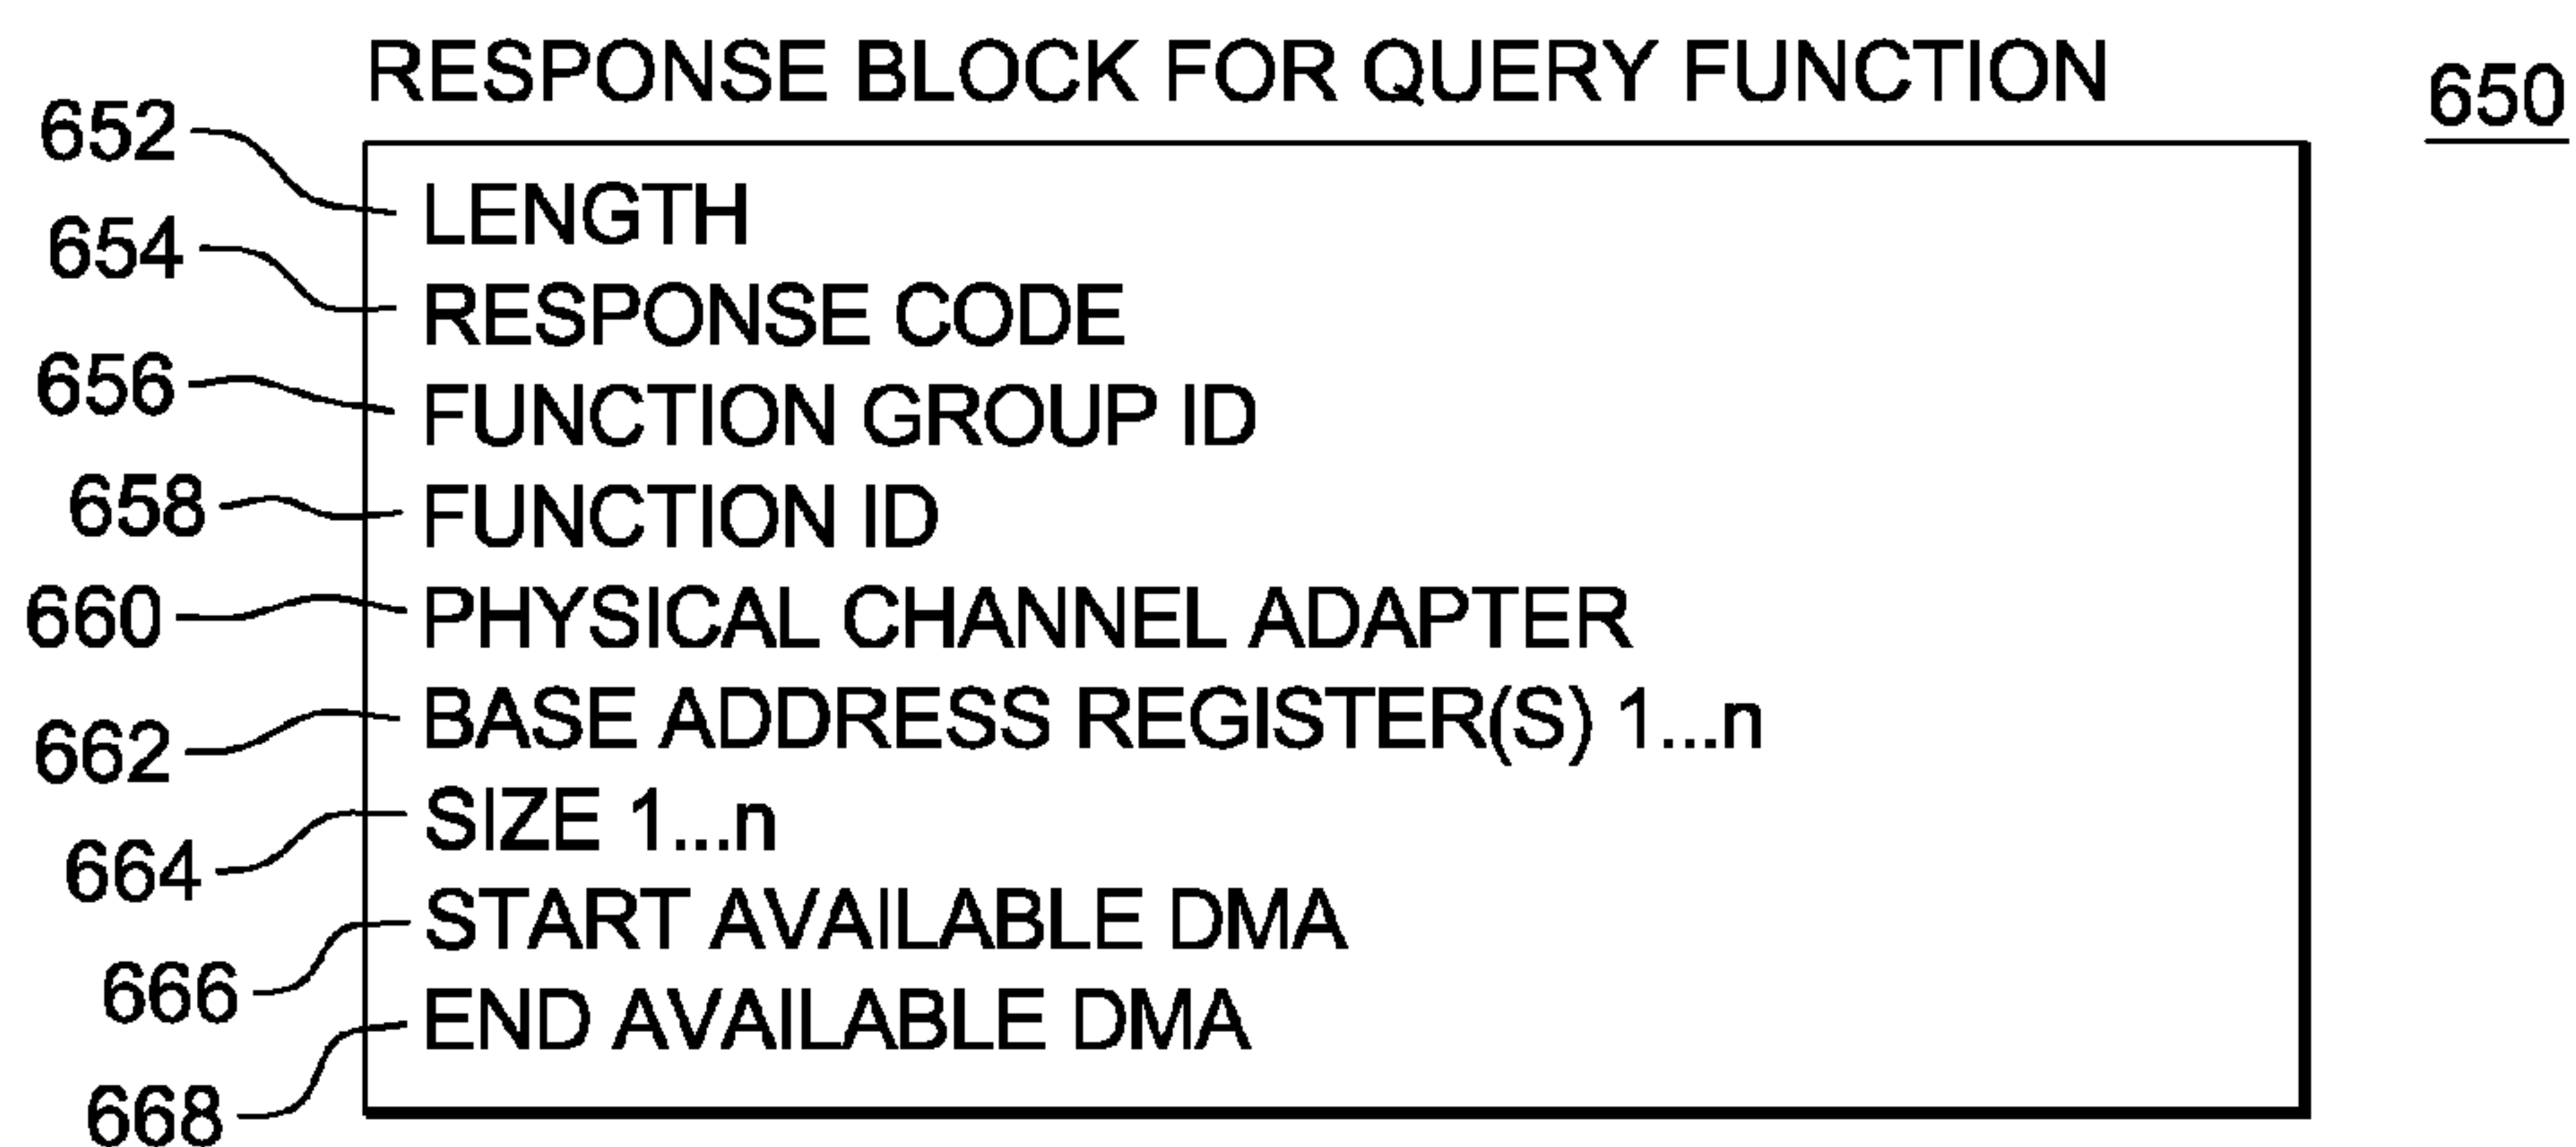 RESPONSE BLOCK FOR QUERY FUNCTION
650
652 LENGTH
654 RESPONSE CODE
656 FUNCTION GROUP ID
658 FUNCTION ID
660 PHYSICAL CHANNEL ADAPTER
662 BASE ADDRESS REGISTER(S) 1...n
664 SIZE 1...n
666 START AVAILABLE DMA
668 END AVAILABLE DMA